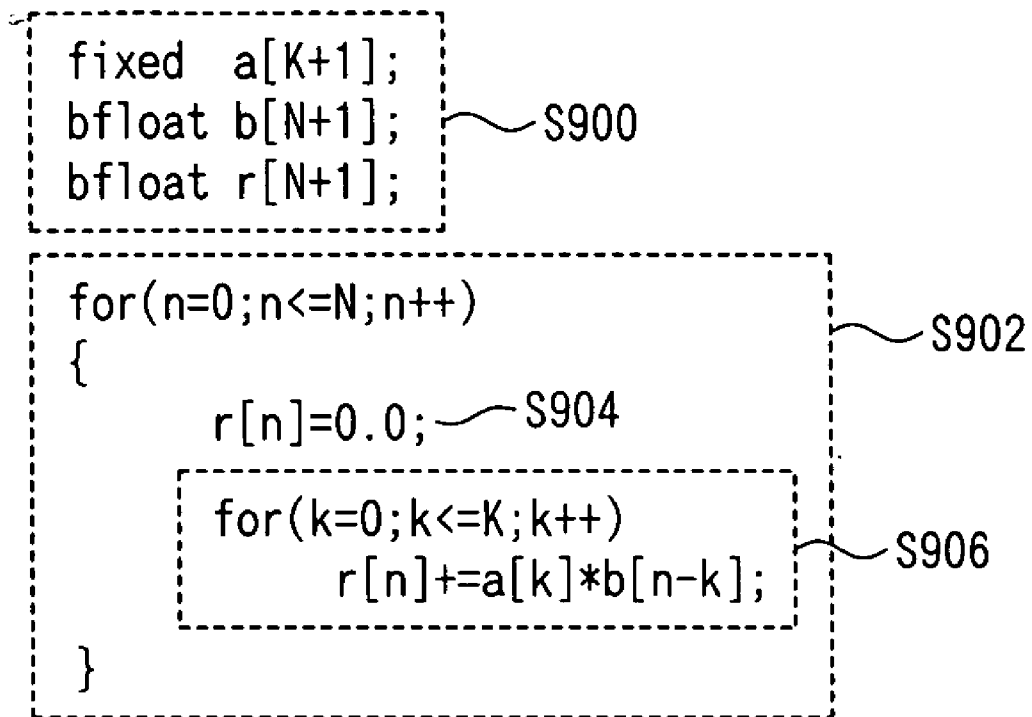 fixed a[K+1];
bfloat b[N+1]; S900
bfloat r[N+1];
for(n=0;n<=N;n++)
S902
{
r[n]=0.0; S904
for(k=0;k<=K;k++)
S906
r[n]+=a[k]*b[n-k];
}